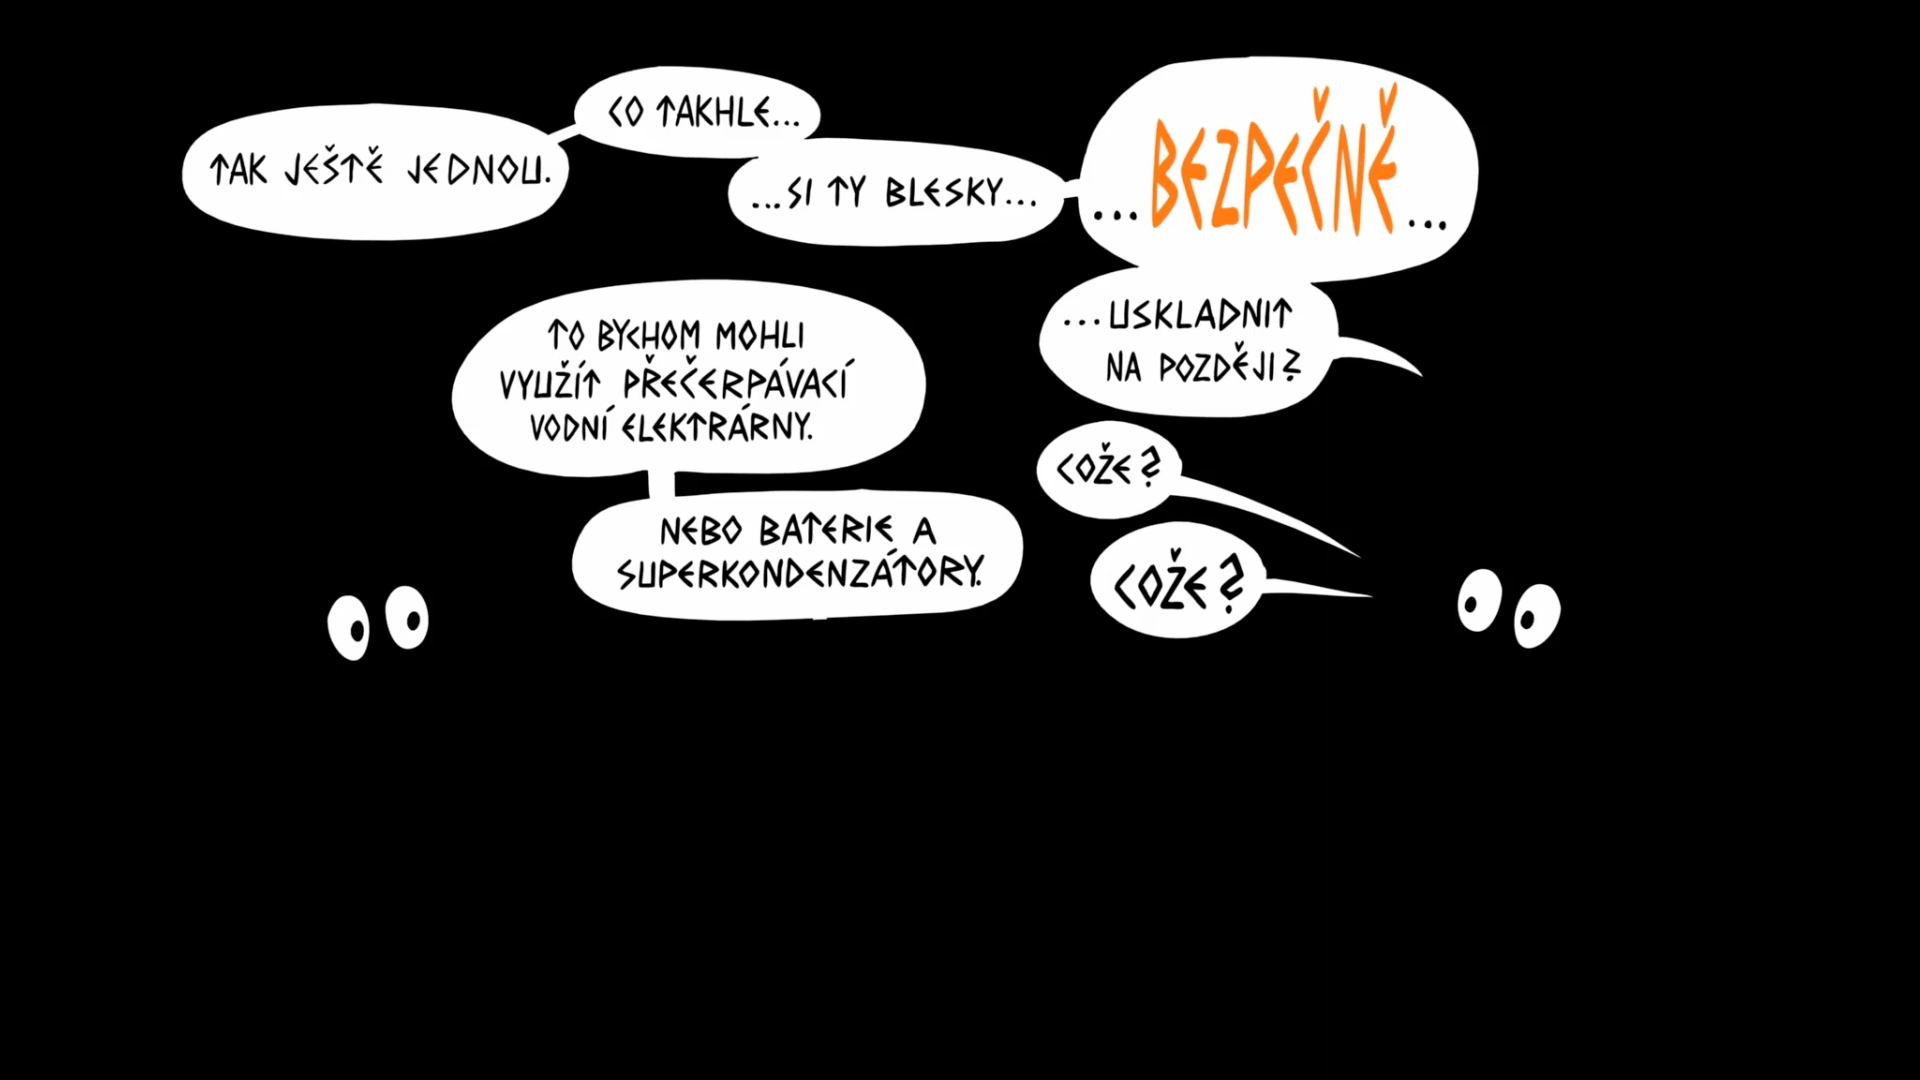 TAK JEŠTĚ JEDNOU.
CO TAKHLE...
...SI TY BLESKY...
...BEZPEČNĚ...
...USKLADNIT
NA POZDĚJI?
TO BYCHOM MOHLI
VYUŽÍT PŘEČERPÁVACÍ
VODNÍ ELEKTRÁRNY.
COŽE?
NEBO BATERIE A
SUPERKONDENZÁTORY.
COŽE?